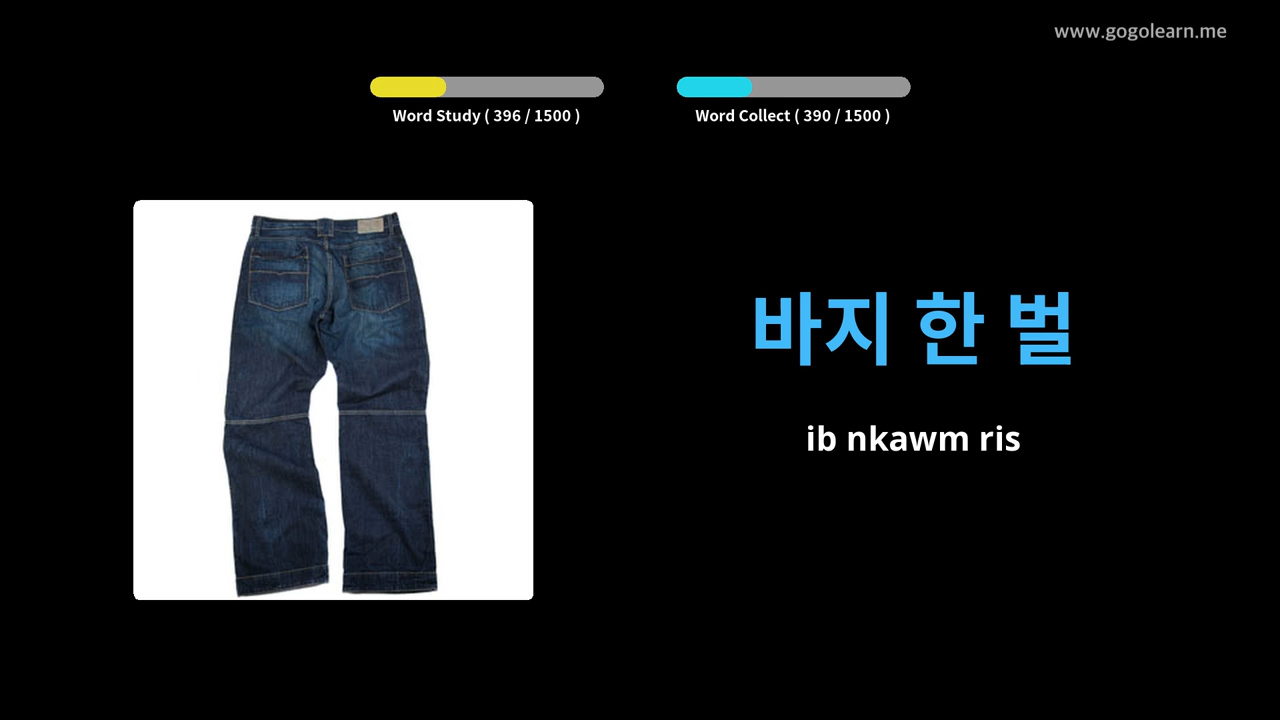 www.gogolearn.me
Word Study ( 396 / 1500 )
Word Collect ( 390 / 1500 )
바지 한 벌
ib nkawm ris